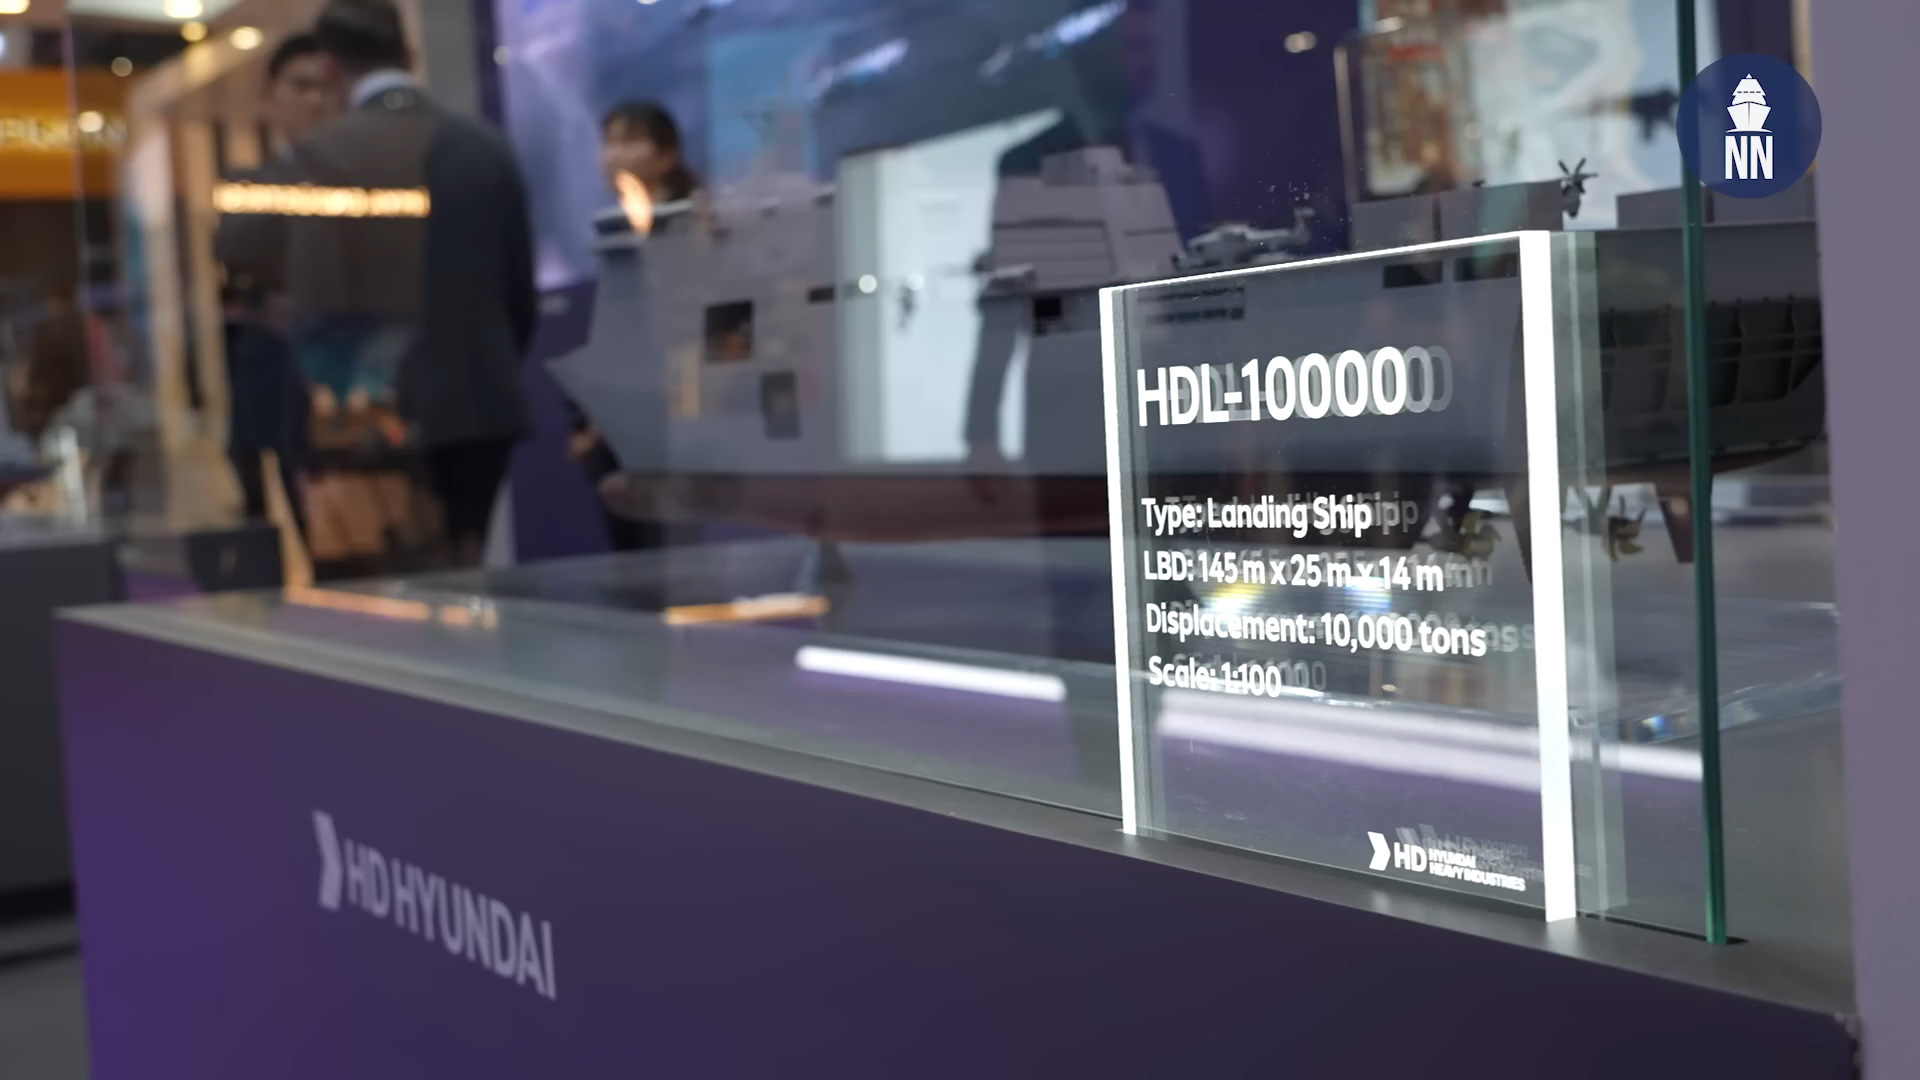 NN
HDL-10000
Type: Landing Ship
LBD: 145 m x 25 m x 14 m
Displacement: 10,000 tons
Scale: 1:100
HD HYUNDAI
HEAVY INDUSTRIES
HD HYUNDAI